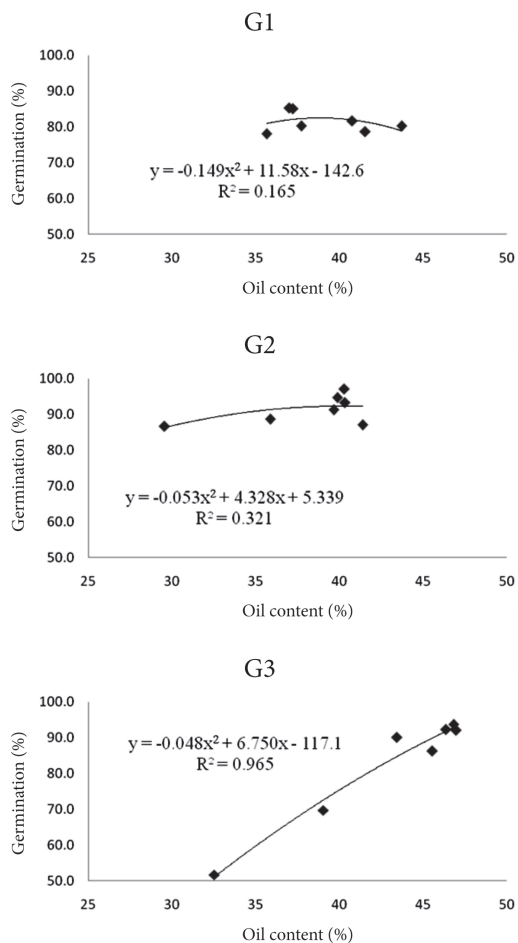 G1
100.0
90.0
80.0
70.0
60.0
50.0
Germination (%)
y = -0.149x² + 11.58x - 142.6
R² = 0.165
25 30 35 40 45 50
Oil content (%)
G2
100.0
90.0
80.0
70.0
60.0
50.0
Germination (%)
y = -0.053x² + 4.328x + 5.339
R² = 0.321
25 30 35 40 45 50
Oil content (%)
G3
100.0
90.0
80.0
70.0
60.0
50.0
Germination (%)
y = -0.048x² + 6.750x - 117.1
R² = 0.965
25 30 35 40 45 50
Oil content (%)